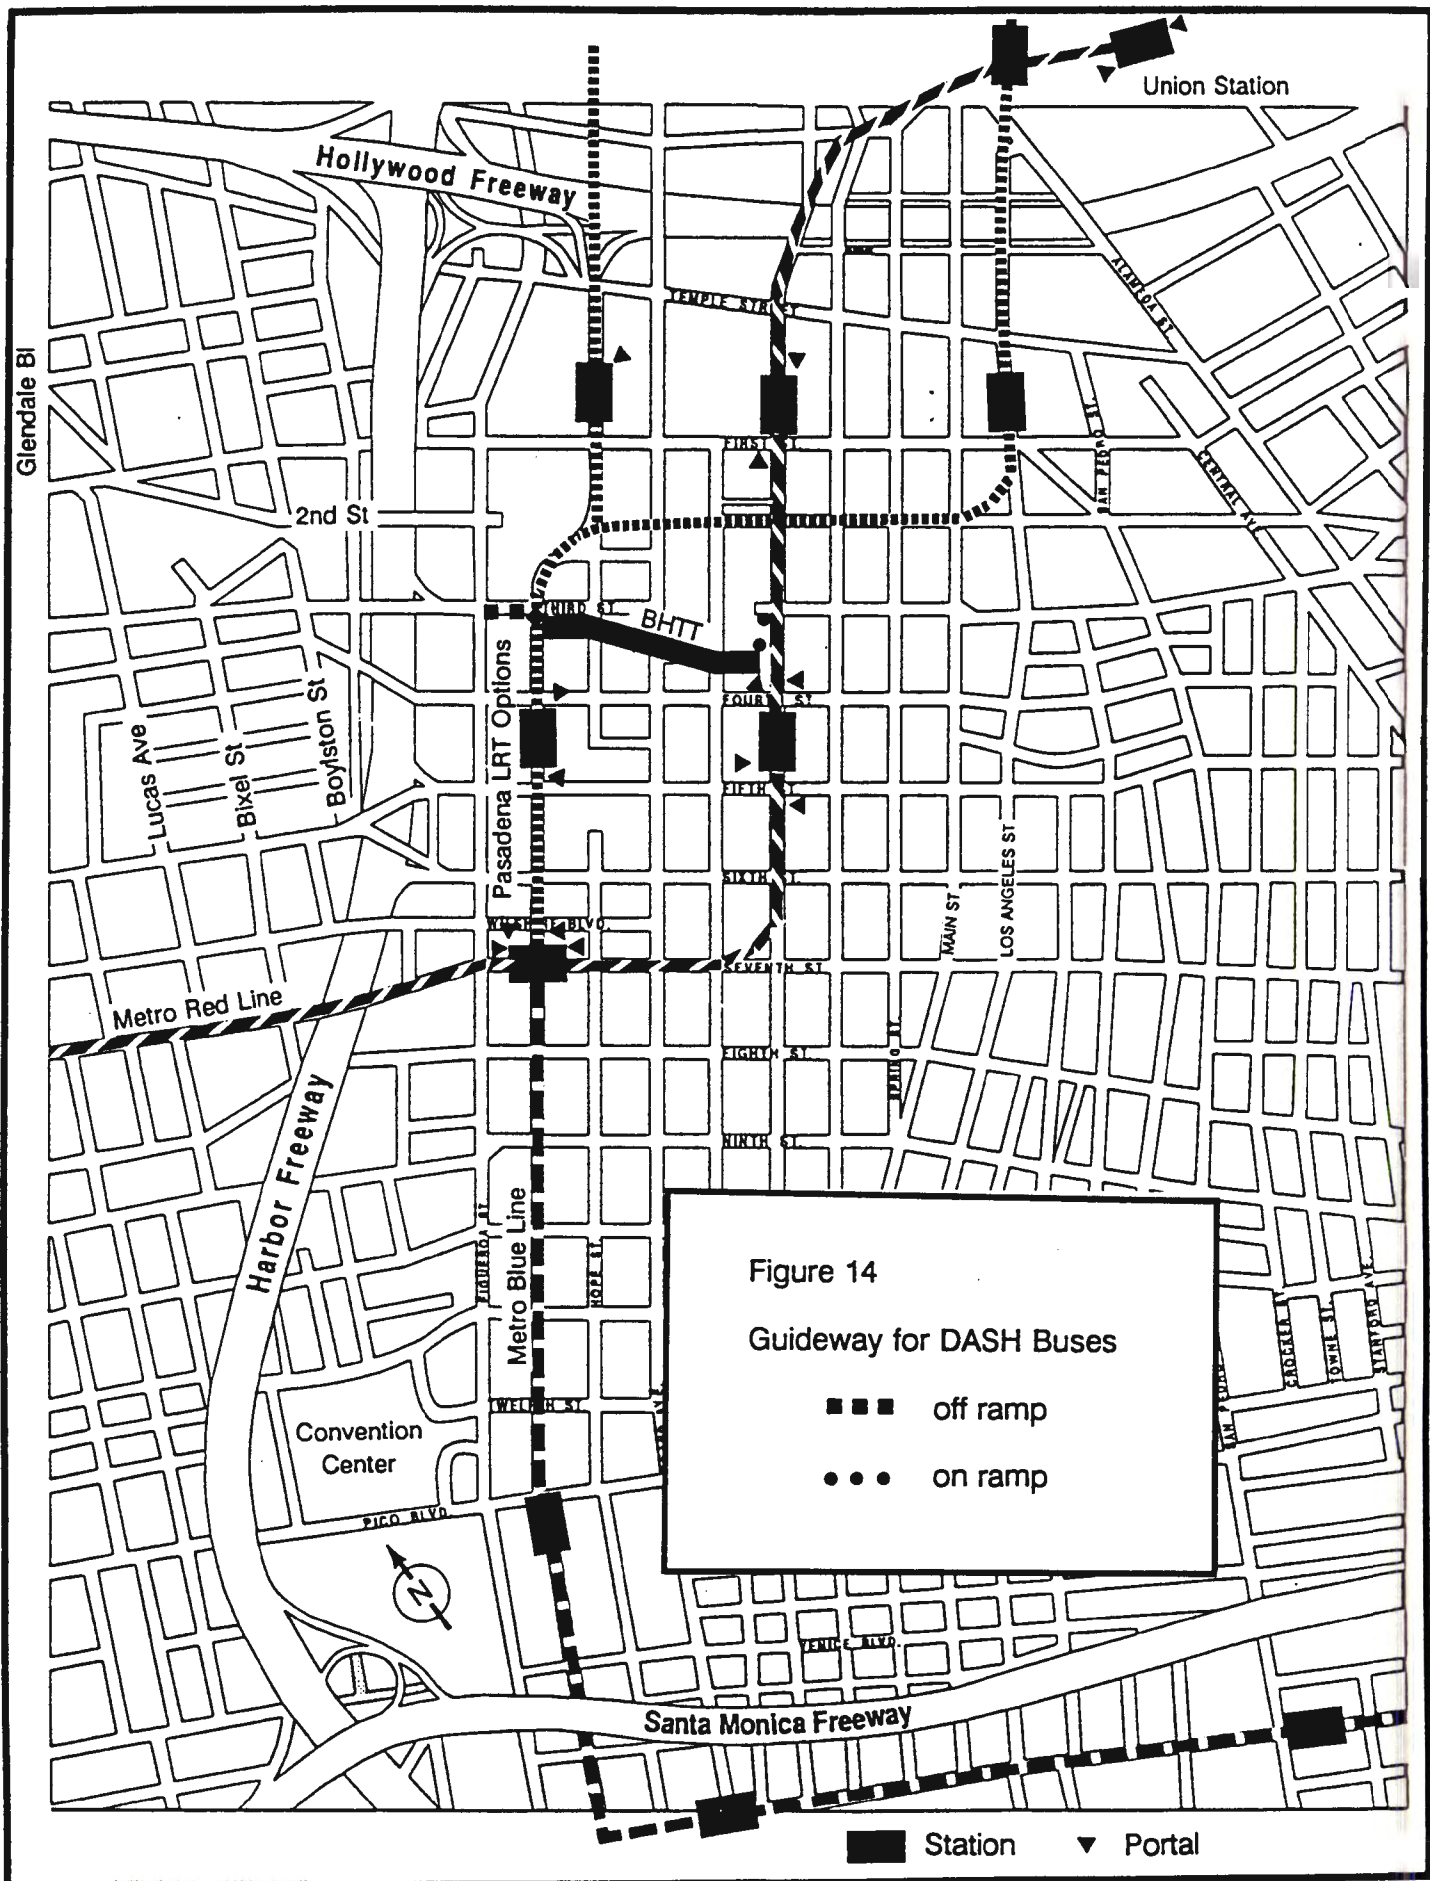 Union Station
Hollywood Freeway
TEMPLE STREET
ALAMEDA ST.
Glendale Bl
FIRST ST.
SAN PEDRO ST.
CENTRAL AVE
2nd St
THIRD ST.
BHTT
Pasadena LRT Options
FOURTH ST.
Lucas Ave
Bixel St
Boylston St
FIFTH ST.
SIXTH ST.
MAIN ST
LOS ANGELES ST
WILSHIRE BLVD.
SEVENTH ST
Metro Red Line
EIGHTH ST.
SPRING ST.
Harbor Freeway
NINTH ST.
FIGUEROA ST
Metro Blue Line
HOPE ST.
Figure 14
Guideway for DASH Buses
off ramp
on ramp
CROCKER ST
TOWNE ST.
STANFORD AVE.
SAN PEDRO
TWELFTH ST.
Convention
Center
PICO BLVD.
N
VENICE BLVD.
Santa Monica Freeway
Station
Portal